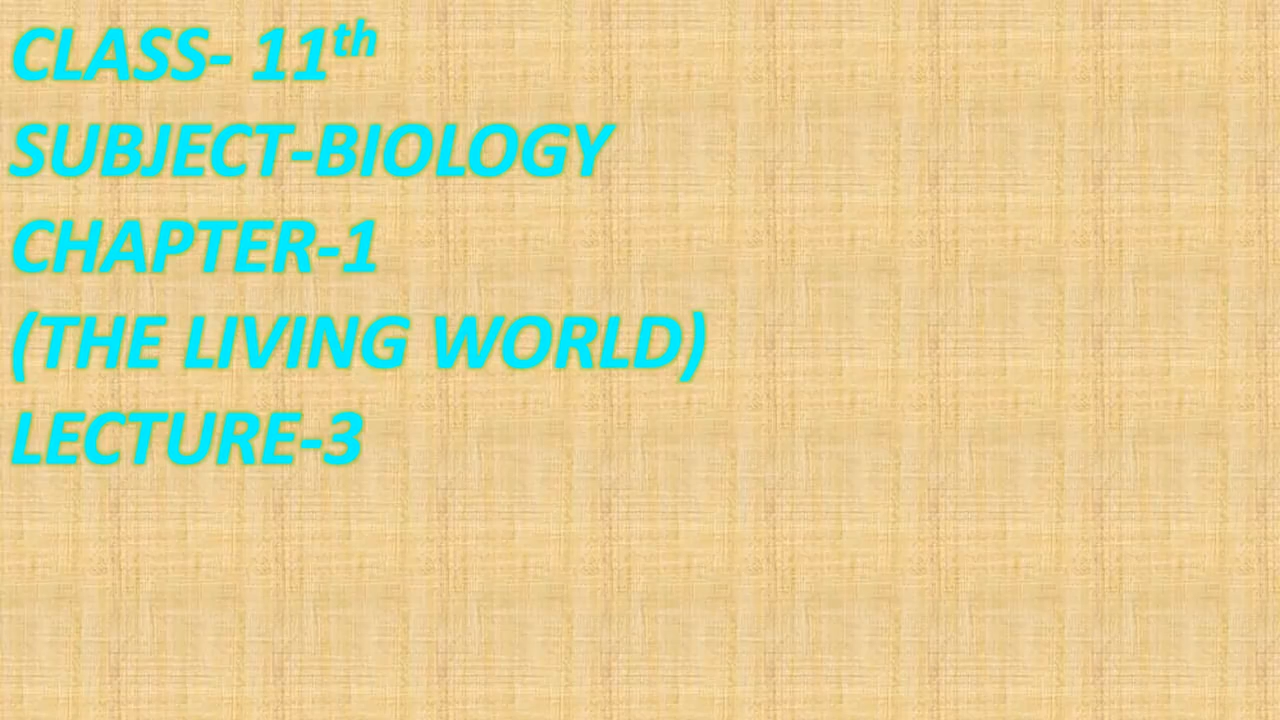 CLASS- 11th
SUBJECT-BIOLOGY
CHAPTER-1
(THE LIVING WORLD)
LECTURE-3